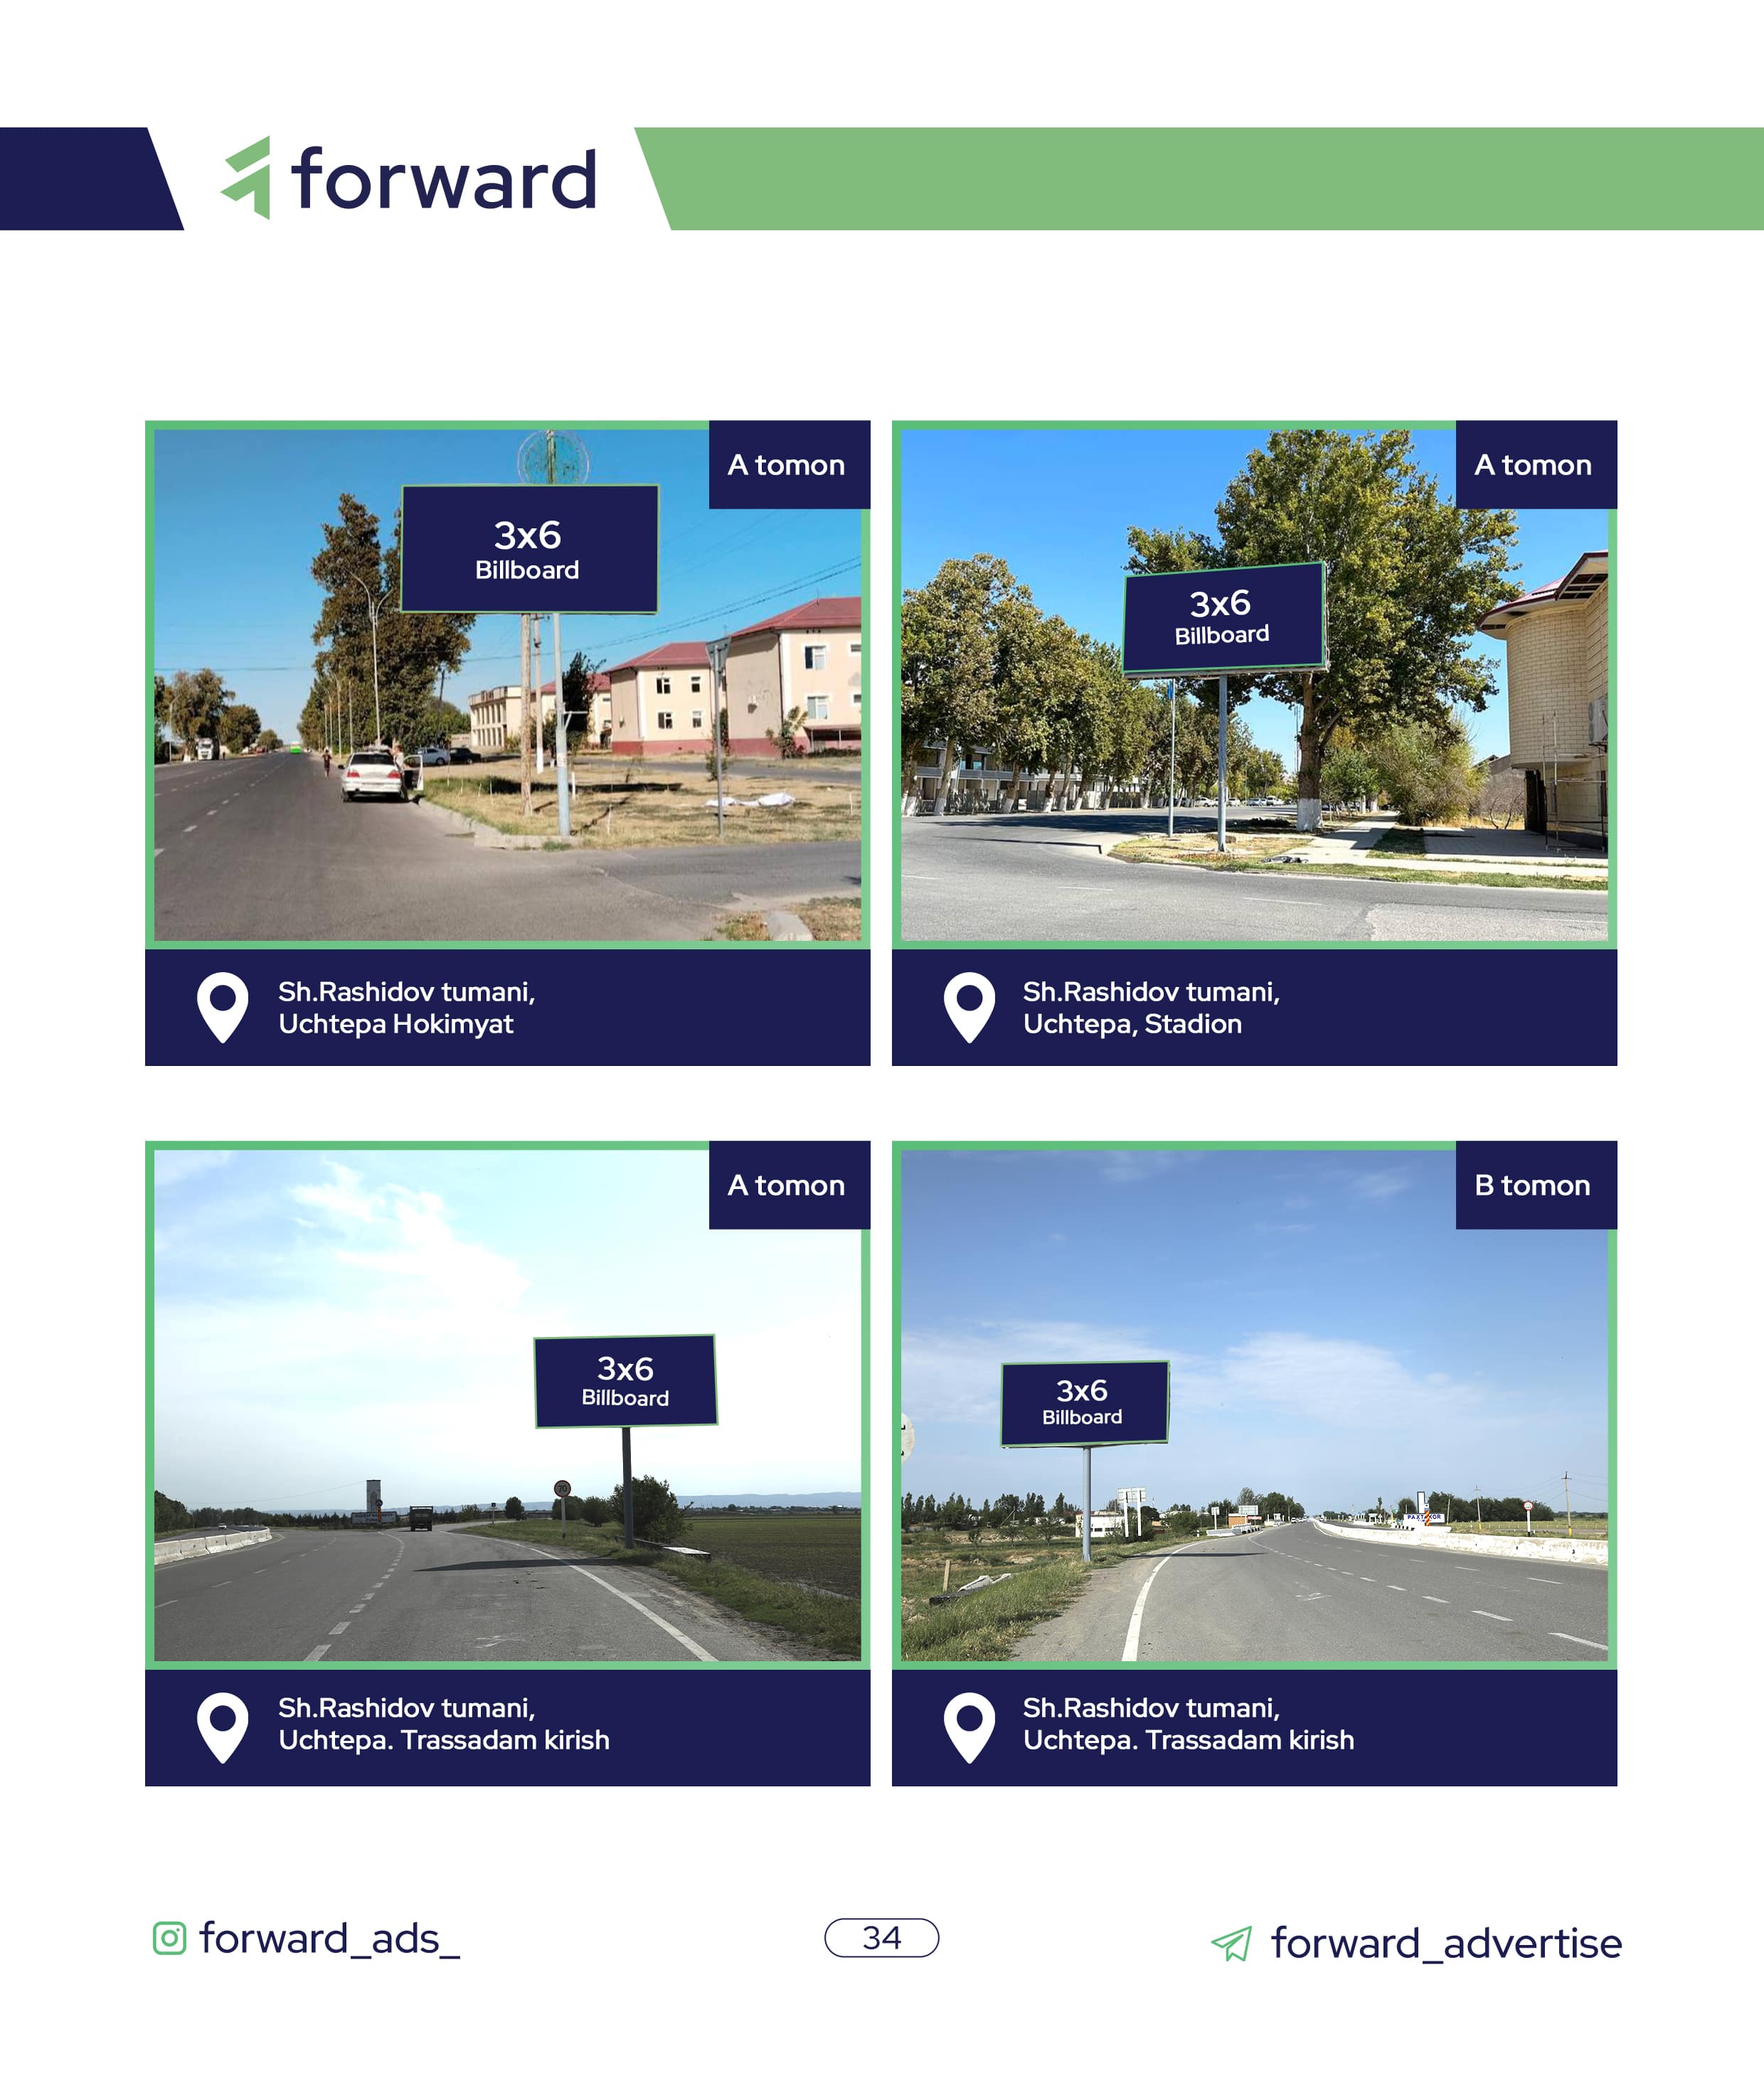 forward
A tomon
3x6
Billboard
Sh.Rashidov tumani,
Uchtepa Hokimyat
A tomon
3x6
Billboard
Sh.Rashidov tumani,
Uchtepa, Stadion
A tomon
3x6
Billboard
70
Sh.Rashidov tumani,
Uchtepa. Trassadam kirish
B tomon
3x6
Billboard
PAXTAKOR
Sh.Rashidov tumani,
Uchtepa. Trassadam kirish
forward_ads_
34
forward_advertise